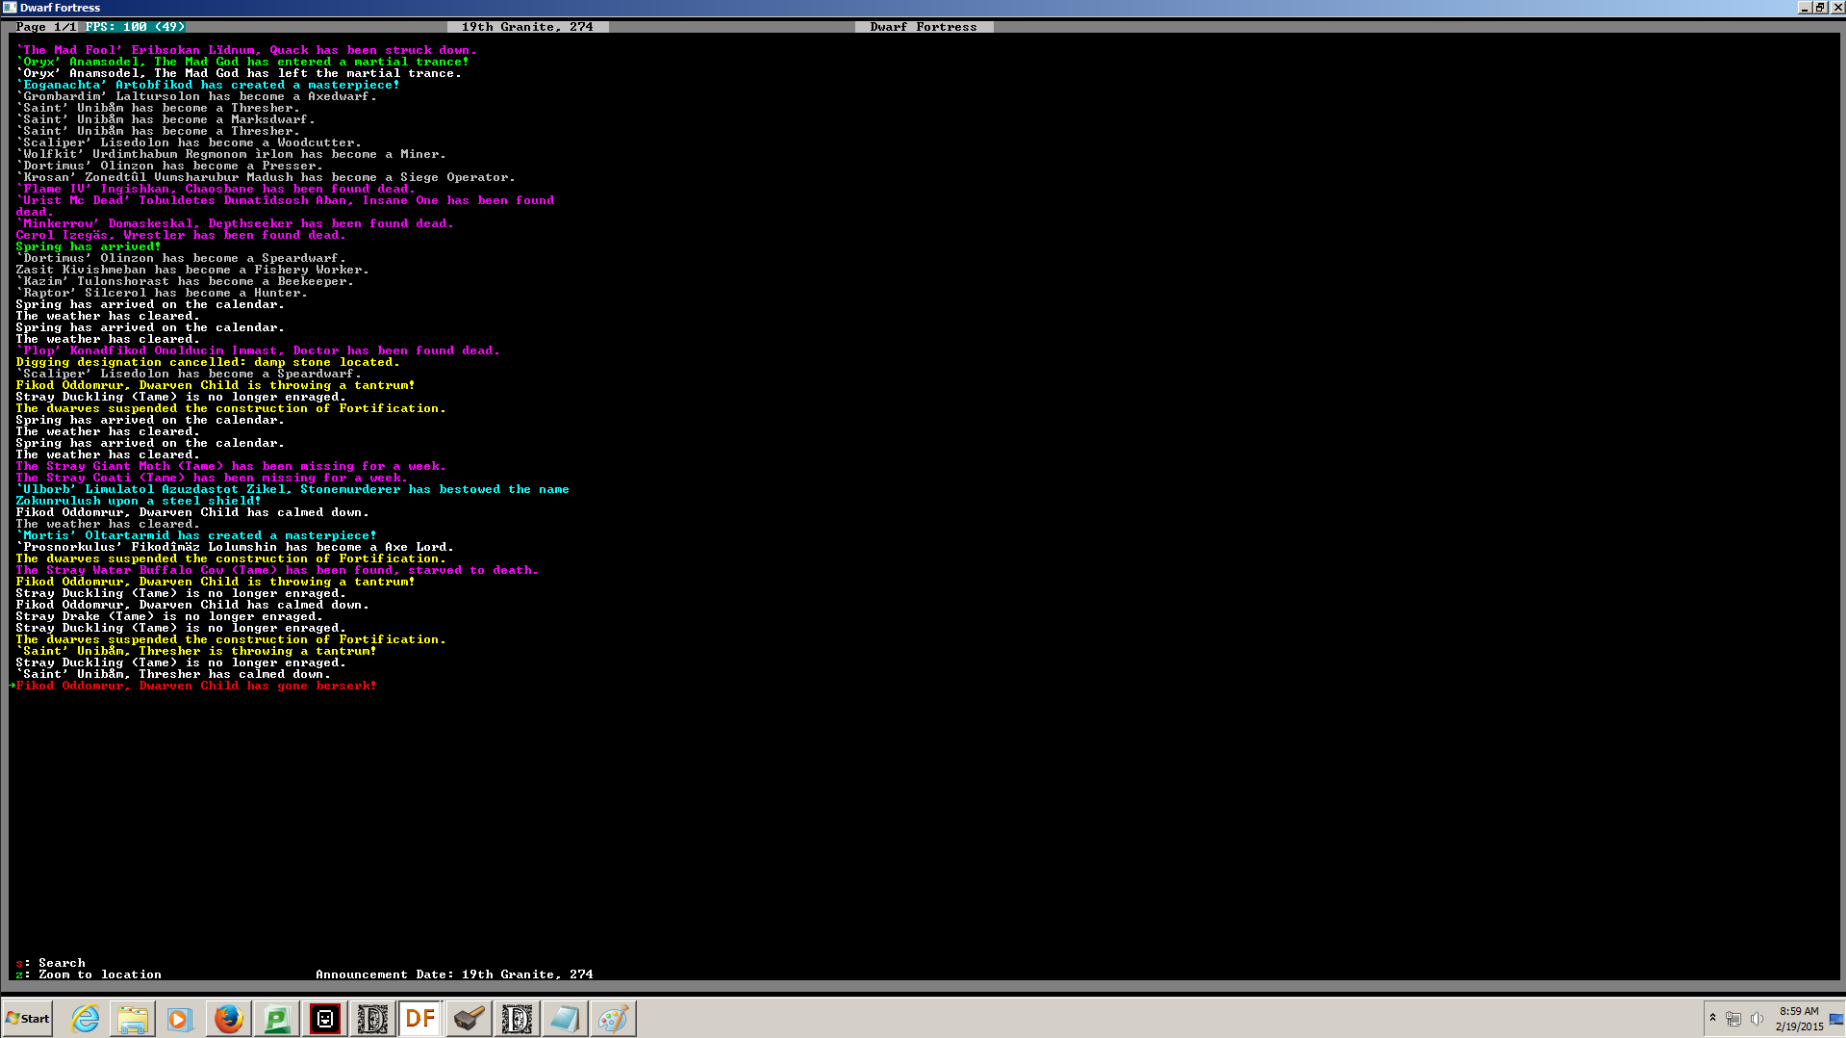 Dwarf Fortress
Page 1/1 FPS: 100 (49) 19th Granite, 274 Dwarf Fortress
`The Mad Fool' Eribsokan Lïdnum, Quack has been struck down.
`Oryx' Anamsodel, The Mad God has entered a martial trance!
`Oryx' Anamsodel, The Mad God has left the martial trance.
`Eoganachta' Artobfikod has created a masterpiece!
`Grombardim' Laltursolon has become a Axedwarf.
`Saint' Unibåm has become a Thresher.
`Saint' Unibåm has become a Marksdwarf.
`Saint' Unibåm has become a Thresher.
`Scaliper' Lisedolon has become a Woodcutter.
`Wolfkit' Urdimthabum Regmonom ìrlom has become a Miner.
`Dortimus' Olinzon has become a Presser.
`Krosan' Zonedtûl Vumsharubur Madush has become a Siege Operator.
`Flame IV' Ingishkan, Chaosbane has been found dead.
`Urist Mc Dead' Tobuldetes Dumatîdsosh Aban, Insane One has been found
dead.
`Minkerrow' Domaskeskal, Depthseeker has been found dead.
Cerol Izegäs, Wrestler has been found dead.
Spring has arrived!
`Dortimus' Olinzon has become a Speardwarf.
Zasit Kivishmeban has become a Fishery Worker.
`Kazim' Tulonshorast has become a Beekeeper.
`Raptor' Silcerol has become a Hunter.
Spring has arrived on the calendar.
The weather has cleared.
Spring has arrived on the calendar.
The weather has cleared.
`Plop' Konadfikod Omolducim Immast, Doctor has been found dead.
Digging designation cancelled: damp stone located.
`Scaliper' Lisedolon has become a Speardwarf.
Fikod Oddomrur, Dwarven Child is throwing a tantrum!
Stray Duckling (Tame) is no longer enraged.
The dwarves suspended the construction of Fortification.
Spring has arrived on the calendar.
The weather has cleared.
Spring has arrived on the calendar.
The weather has cleared.
The Stray Giant Moth (Tame) has been missing for a week.
The Stray Coati (Tame) has been missing for a week.
`Ulborb' Limulatol Azuzdastot Zikel, Stonemurderer has bestowed the name
Zokunrulush upon a steel shield!
Fikod Oddomrur, Dwarven Child has calmed down.
The weather has cleared.
`Mortis' Oltartarmid has created a masterpiece!
`Prosnorkulus' Fikodîmäz Lolumshin has become a Axe Lord.
The dwarves suspended the construction of Fortification.
The Stray Water Buffalo Cow (Tame) has been found, starved to death.
Fikod Oddomrur, Dwarven Child is throwing a tantrum!
Stray Duckling (Tame) is no longer enraged.
Fikod Oddomrur, Dwarven Child has calmed down.
Stray Drake (Tame) is no longer enraged.
Stray Duckling (Tame) is no longer enraged.
The dwarves suspended the construction of Fortification.
`Saint' Unibåm, Thresher is throwing a tantrum!
Stray Duckling (Tame) is no longer enraged.
`Saint' Unibåm, Thresher has calmed down.
Fikod Oddomrur, Dwarven Child has gone berserk!
s: Search
z: Zoom to location Announcement Date: 19th Granite, 274
Start DF 8:59 AM
2/19/2015